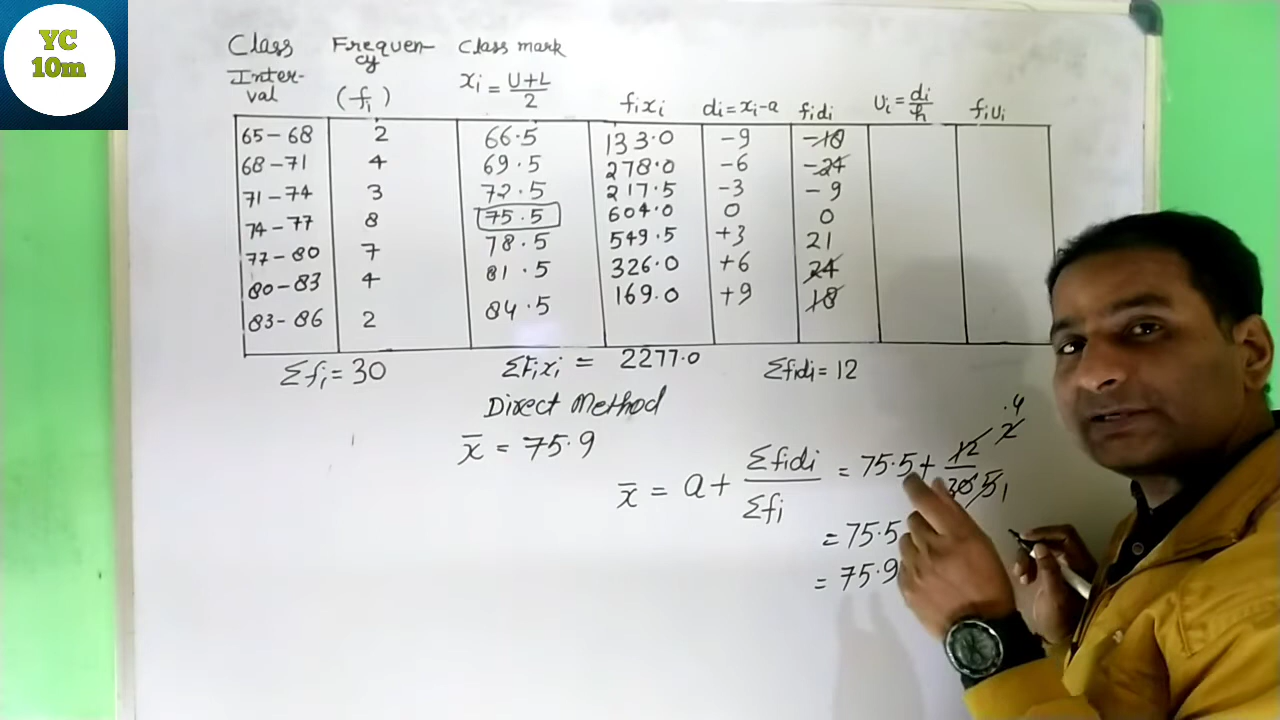 YC
10m
Class Interval Frequency (fi) Class mark xi = U+L/2 fixi di=xi-a fidi Ui = di/h fiui
65-68 2 66.5 133.0 -9 -18
68-71 4 69.5 278.0 -6 -24
71-74 3 72.5 217.5 -3 -9
74-77 8 75.5 604.0 0 0
77-80 7 78.5 549.5 +3 21
80-83 4 81.5 326.0 +6 24
83-86 2 84.5 169.0 +9 18
Σfi = 30 ΣFixi = 2277.0 Σfidi = 12
Direct Method
x̄ = 75.9
x̄ = a + Σfidi/Σfi = 75.5 + 12/30 2 .4 5 1
= 75.5
= 75.9